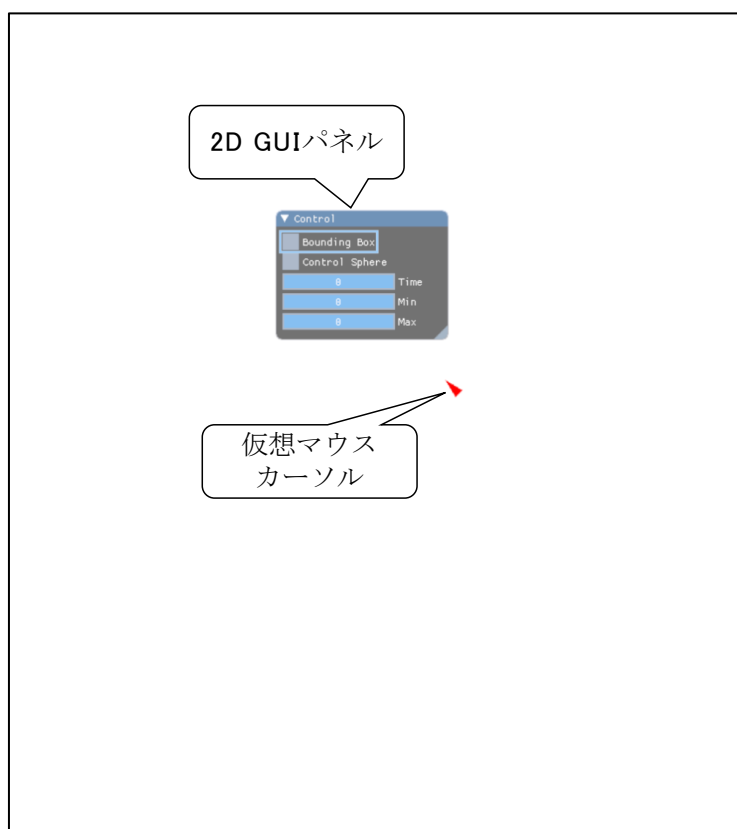 2D GUIパネル
▼ Control
Bounding Box
Control Sphere
0 Time
0 Min
0 Max
仮想マウス
カーソル